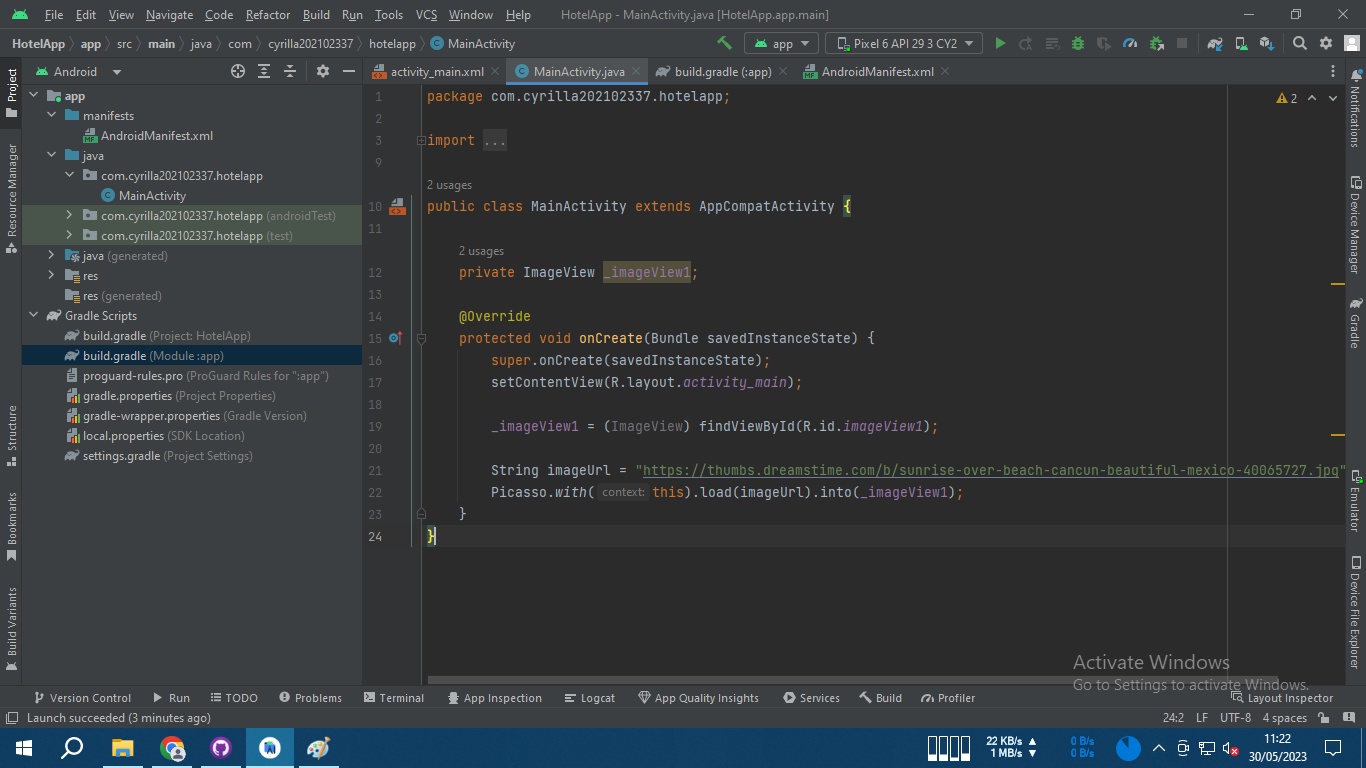 File Edit View Navigate Code Refactor Build Run Tools VCS Window Help HotelApp - MainActivity.java [HotelApp.app.main]
HotelApp app src main java com cyrilla202102337 hotelapp MainActivity app Pixel 6 API 29 3 CY2
Android
activity_main.xml MainActivity.java build.gradle (:app) AndroidManifest.xml
Project
Resource Manager
Structure
Bookmarks
Build Variants
app
manifests
AndroidManifest.xml
java
com.cyrilla202102337.hotelapp
MainActivity
com.cyrilla202102337.hotelapp (androidTest)
com.cyrilla202102337.hotelapp (test)
java (generated)
res
res (generated)
Gradle Scripts
build.gradle (Project: HotelApp)
build.gradle (Module :app)
proguard-rules.pro (ProGuard Rules for ":app")
gradle.properties (Project Properties)
gradle-wrapper.properties (Gradle Version)
local.properties (SDK Location)
settings.gradle (Project Settings)
1 package com.cyrilla202102337.hotelapp;
2
3 import ...
9
2 usages
10 public class MainActivity extends AppCompatActivity {
11
2 usages
12 private ImageView _imageView1;
13
14 @Override
15 protected void onCreate(Bundle savedInstanceState) {
16 super.onCreate(savedInstanceState);
17 setContentView(R.layout.activity_main);
18
19 _imageView1 = (ImageView) findViewById(R.id.imageView1);
20
21 String imageUrl = "https://thumbs.dreamstime.com/b/sunrise-over-beach-cancun-beautiful-mexico-40065727.jpg"
22 Picasso.with( context: this).load(imageUrl).into(_imageView1);
23 }
24 }
2
Notifications
Device Manager
Gradle
Emulator
Device File Explorer
Activate Windows
Go to Settings to activate Windows.
Version Control Run TODO Problems Terminal App Inspection Logcat App Quality Insights Services Build Profiler Layout Inspector
Launch succeeded (3 minutes ago) 24:2 LF UTF-8 4 spaces
22 KB/s 0 B/s 11:22
1 MB/s 0 B/s 30/05/2023